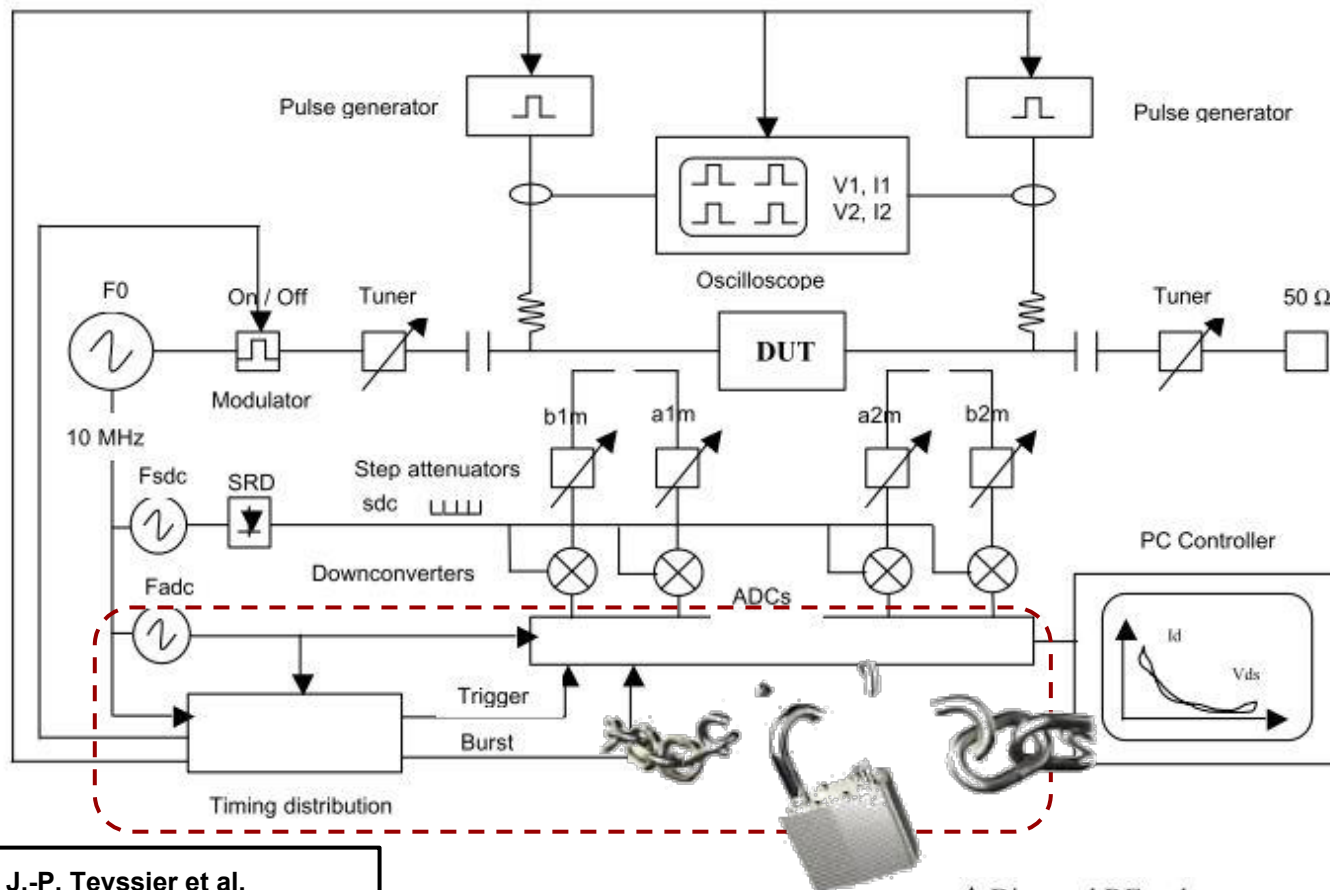 Pulse generator
Pulse generator
V1, I1
V2, I2
Oscilloscope
F0
On / Off
Tuner
Tuner
50 Ω
DUT
Modulator
b1m
a1m
a2m
b2m
10 MHz
Fsdc
SRD
Step attenuators
sdc
PC Controller
Downconverters
Fadc
ADCs
Id
Vds
Trigger
Burst
Timing distribution
J.-P. Teyssier et al.